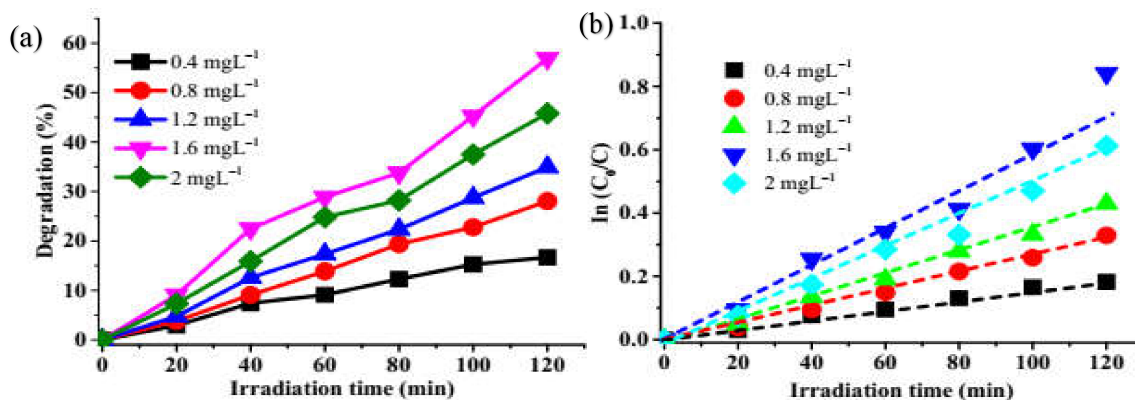 (a)
60
50
40
30
20
10
0
Degradation (%)
0.4 mgL⁻¹
0.8 mgL⁻¹
1.2 mgL⁻¹
1.6 mgL⁻¹
2 mgL⁻¹
0 20 40 60 80 100 120
Irradiation time (min)
(b)
1.0
0.8
0.6
0.4
0.2
0.0
ln (C₀/C)
0.4 mgL⁻¹
0.8 mgL⁻¹
1.2 mgL⁻¹
1.6 mgL⁻¹
2 mgL⁻¹
0 20 40 60 80 100 120
Irradiation time (min)